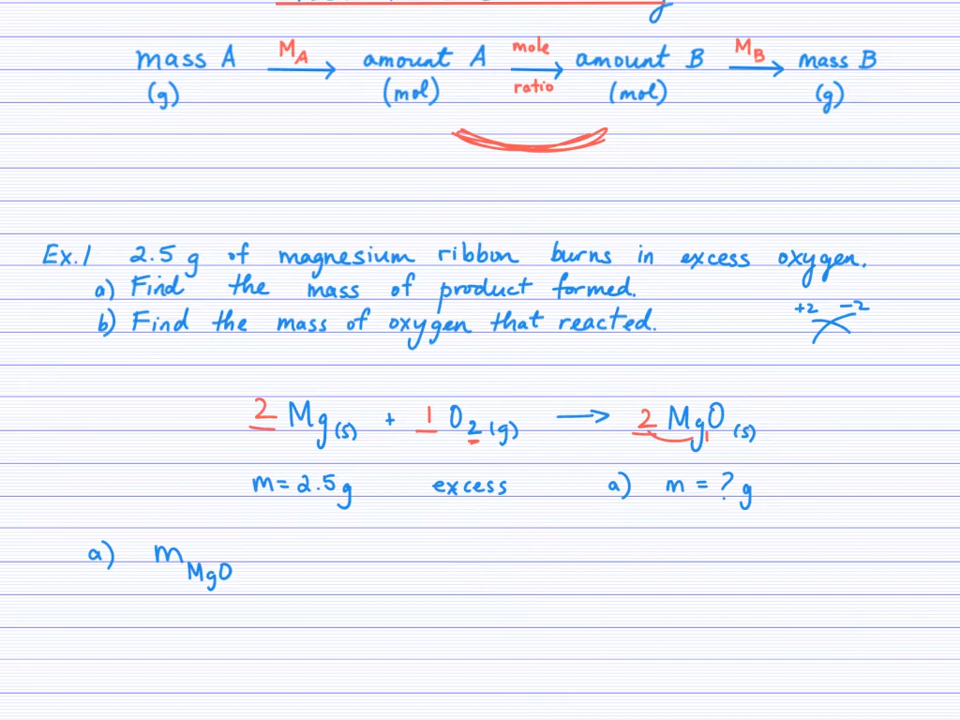 mass A M_A → amount A mole ratio → amount B M_B → mass B
(g) (mol) (mol) (g)
Ex.1 2.5 g of magnesium ribbon burns in excess oxygen.
a) Find the mass of product formed.
b) Find the mass of oxygen that reacted.
+2 -2
2 Mg(s) + 1 O2(g) → 2 MgO(s)
1
m = 2.5 g excess a) m = ? g
a) m MgO